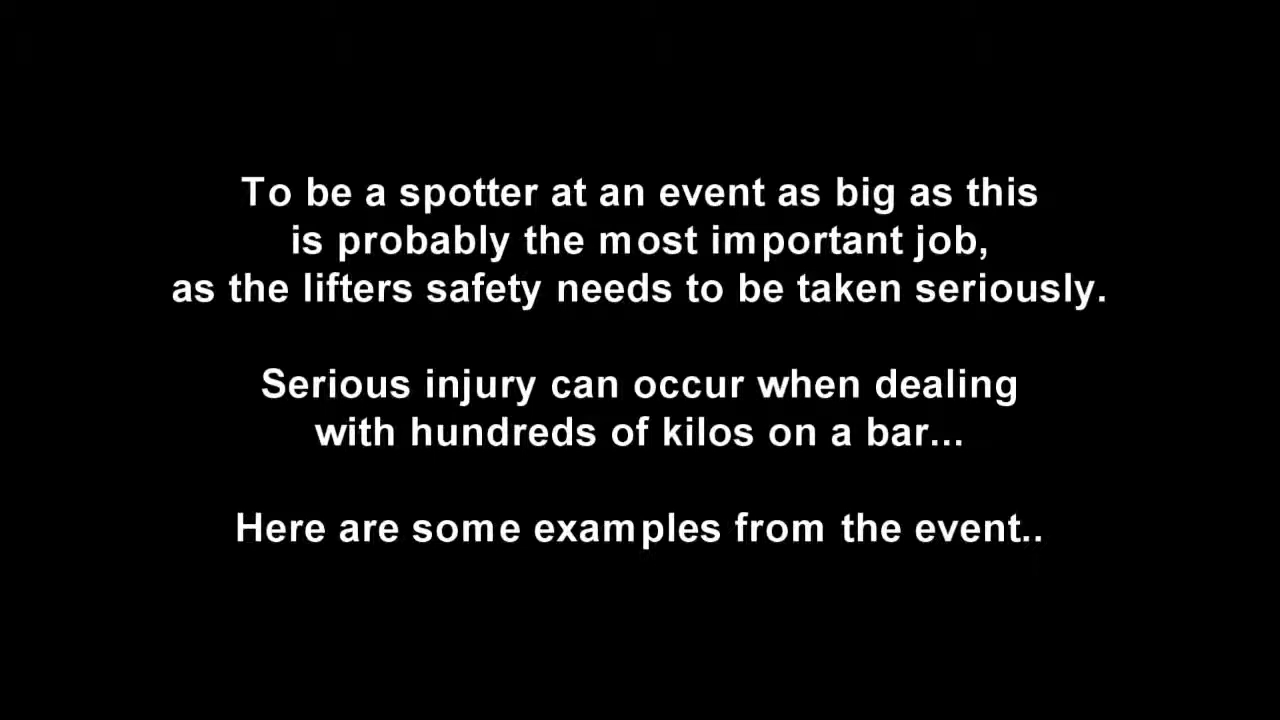 To be a spotter at an event as big as this
is probably the most important job,
as the lifters safety needs to be taken seriously.
Serious injury can occur when dealing
with hundreds of kilos on a bar...
Here are some examples from the event..